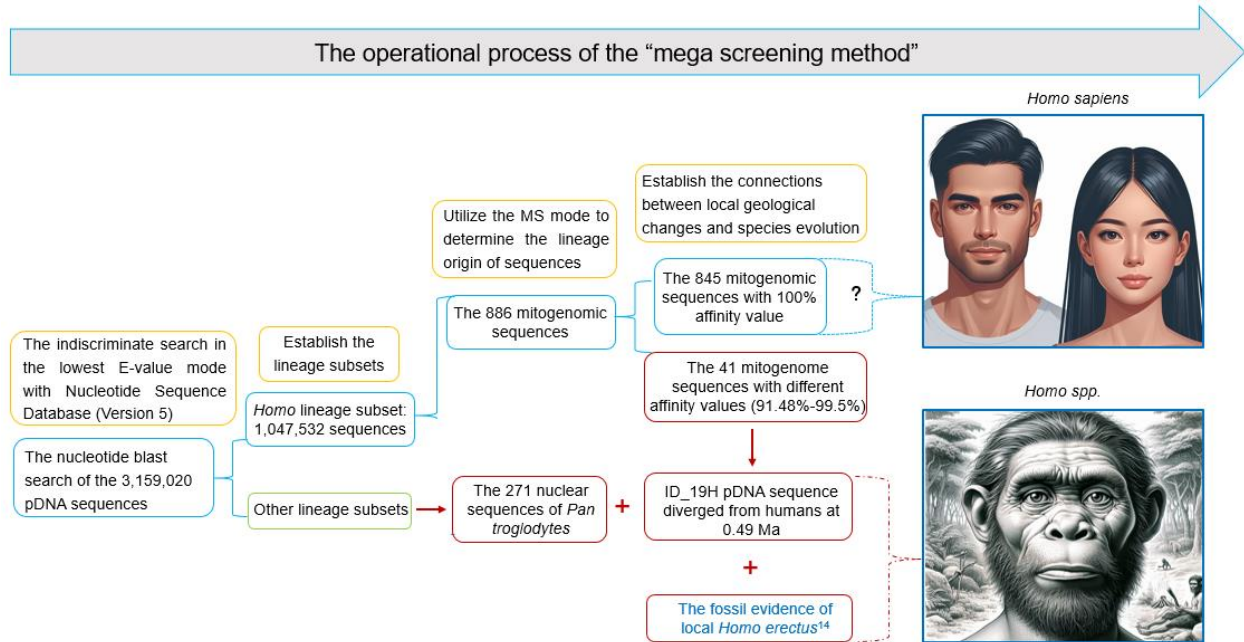 The operational process of the “mega screening method”
Homo sapiens
Establish the connections
between local geological
changes and species evolution
Utilize the MS mode to
determine the lineage
origin of sequences
The 845 mitogenomic
sequences with 100%
affinity value
?
The 886 mitogenomic
sequences
The indiscriminate search in
the lowest E-value mode
with Nucleotide Sequence
Database (Version 5)
Establish the
lineage subsets
The 41 mitogenome
sequences with different
affinity values (91.48%-99.5%)
Homo spp.
Homo lineage subset:
1,047,532 sequences
The nucleotide blast
search of the 3,159,020
pDNA sequences
Other lineage subsets
The 271 nuclear
sequences of Pan
troglodytes
+
ID_19H pDNA sequence
diverged from humans at
0.49 Ma
+
The fossil evidence of
local Homo erectus¹⁴